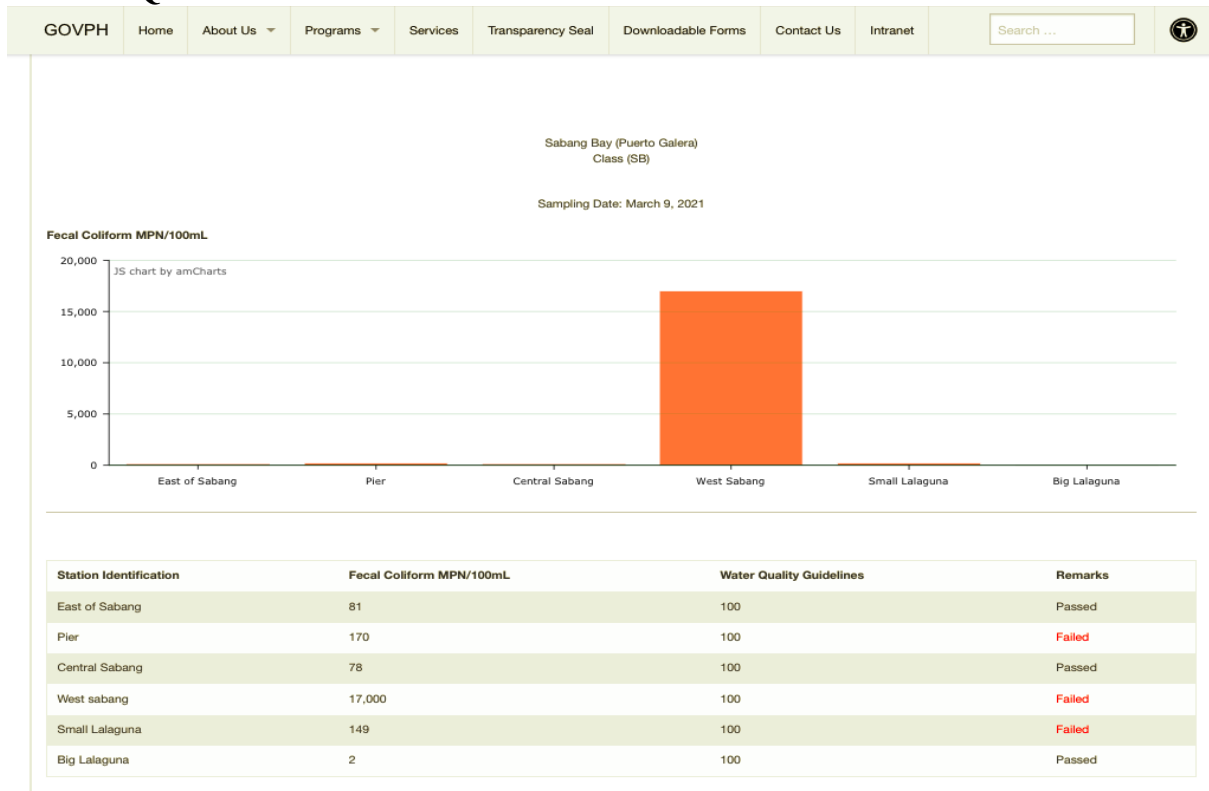 GOVPH Home About Us Programs Services Transparency Seal Downloadable Forms Contact Us Intranet Search ...
Sabang Bay (Puerto Galera)
Class (SB)
Sampling Date: March 9, 2021
Fecal Coliform MPN/100mL
JS chart by amCharts
20,000
15,000
10,000
5,000
0
East of Sabang Pier Central Sabang West Sabang Small Lalaguna Big Lalaguna
Station Identification Fecal Coliform MPN/100mL Water Quality Guidelines Remarks
East of Sabang 81 100 Passed
Pier 170 100 Failed
Central Sabang 78 100 Passed
West sabang 17,000 100 Failed
Small Lalaguna 149 100 Failed
Big Lalaguna 2 100 Passed